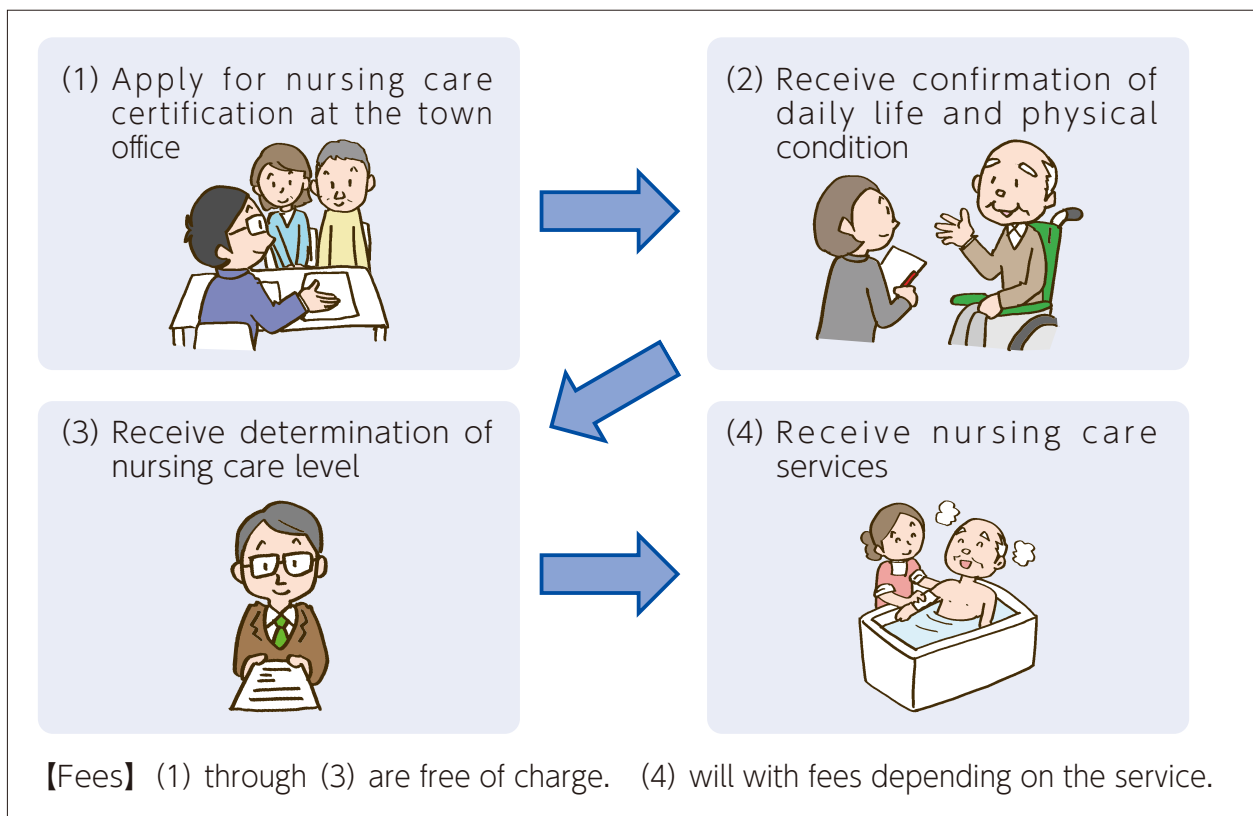 (1) Apply for nursing care
certification at the town
office
(2) Receive confirmation of
daily life and physical
condition
(3) Receive determination of
nursing care level
(4) Receive nursing care
services
【Fees】 (1) through (3) are free of charge. (4) will with fees depending on the service.